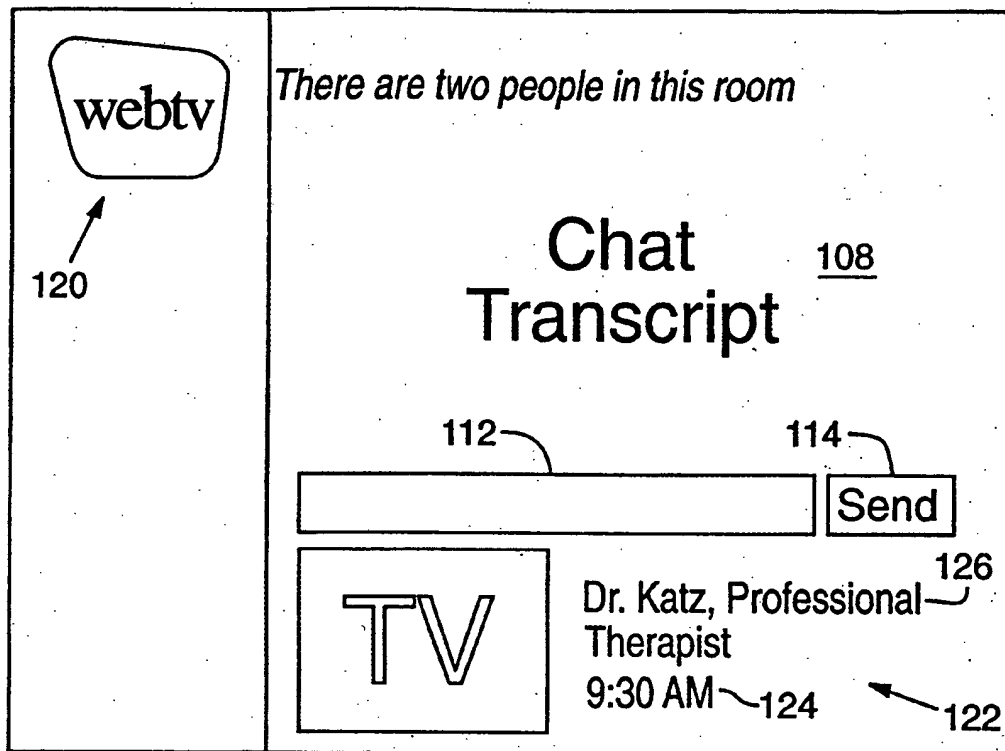 webtv
There are two people in this room
120
Chat
Transcript
108
112
114
Send
TV
Dr. Katz, Professional
126
Therapist
9:30 AM
124
122